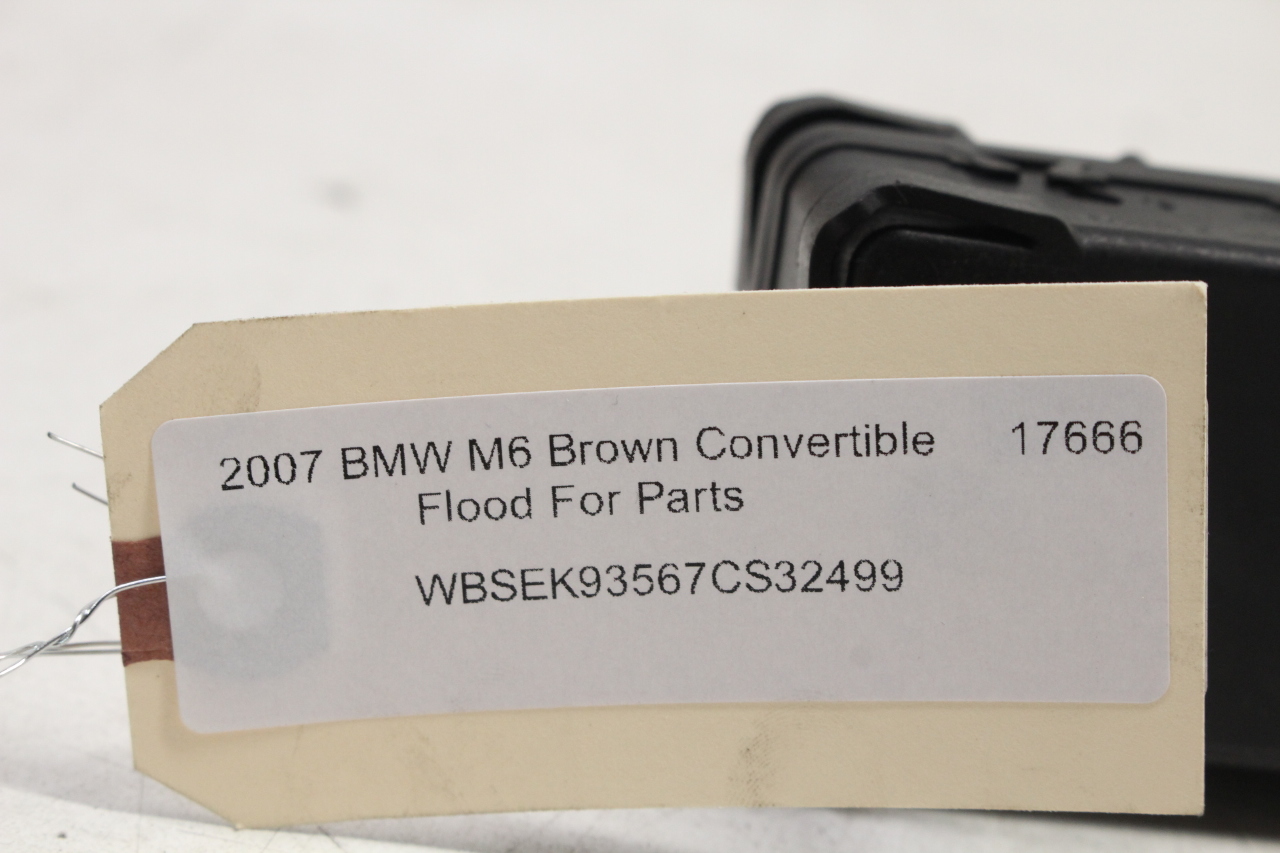 2007 BMW M6 Brown Convertible 17666
Flood For Parts
WBSEK93567CS32499